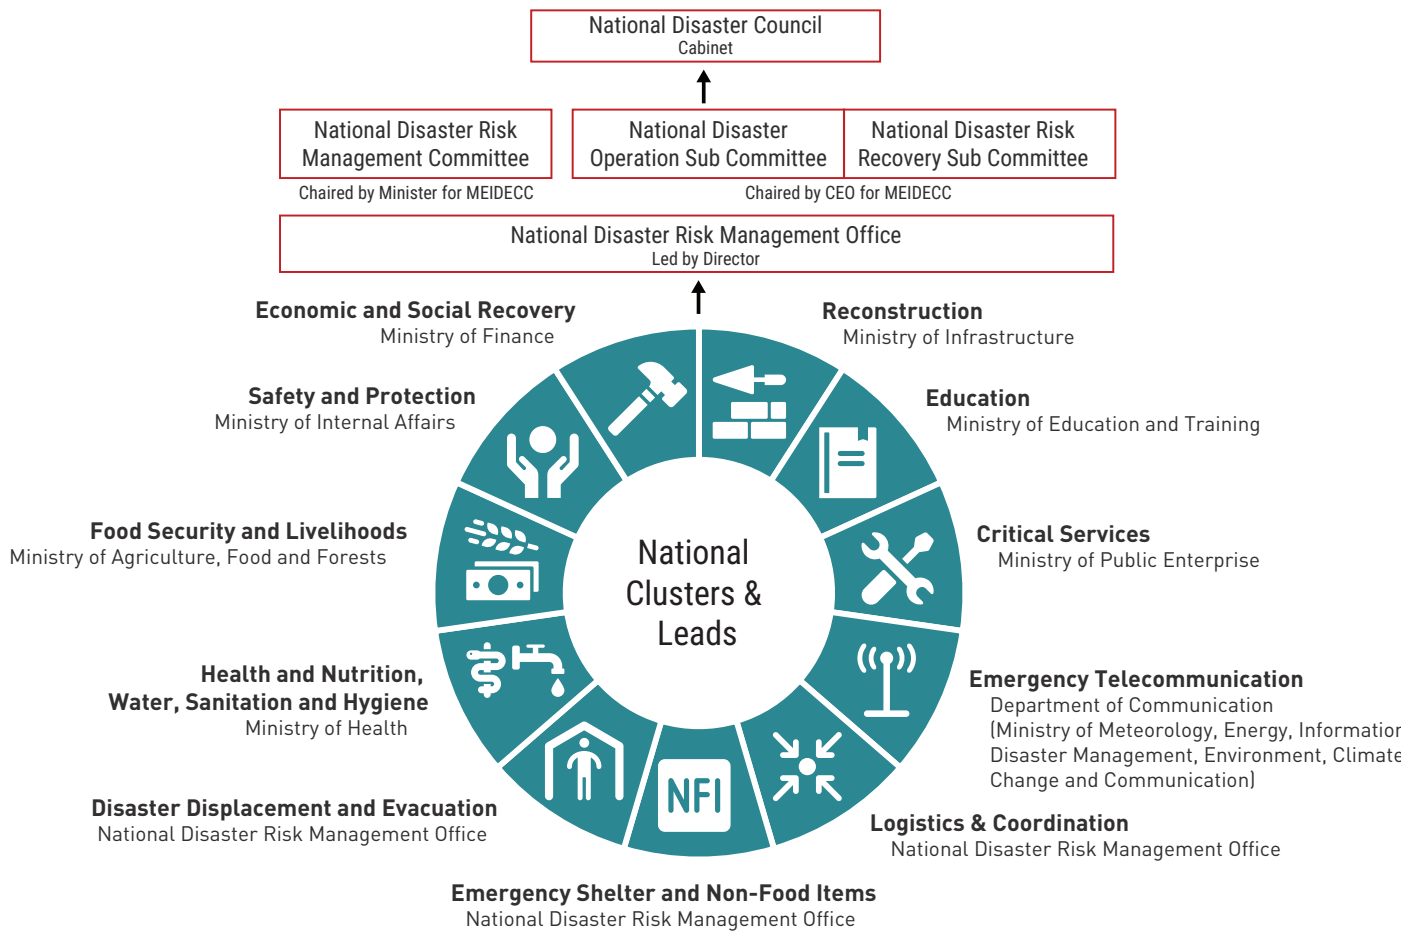 National Disaster Council
Cabinet
National Disaster Risk
Management Committee
National Disaster
Operation Sub Committee
National Disaster Risk
Recovery Sub Committee
Chaired by Minister for MEIDECC
Chaired by CEO for MEIDECC
National Disaster Risk Management Office
Led by Director
Economic and Social Recovery
Ministry of Finance
Reconstruction
Ministry of Infrastructure
Safety and Protection
Ministry of Internal Affairs
Education
Ministry of Education and Training
Food Security and Livelihoods
Ministry of Agriculture, Food and Forests
Critical Services
Ministry of Public Enterprise
National
Clusters &
Leads
Health and Nutrition,
Water, Sanitation and Hygiene
Ministry of Health
Emergency Telecommunication
Department of Communication
(Ministry of Meteorology, Energy, Information
Disaster Management, Environment, Climate
Change and Communication)
Disaster Displacement and Evacuation
National Disaster Risk Management Office
NFI
Logistics & Coordination
National Disaster Risk Management Office
Emergency Shelter and Non-Food Items
National Disaster Risk Management Office